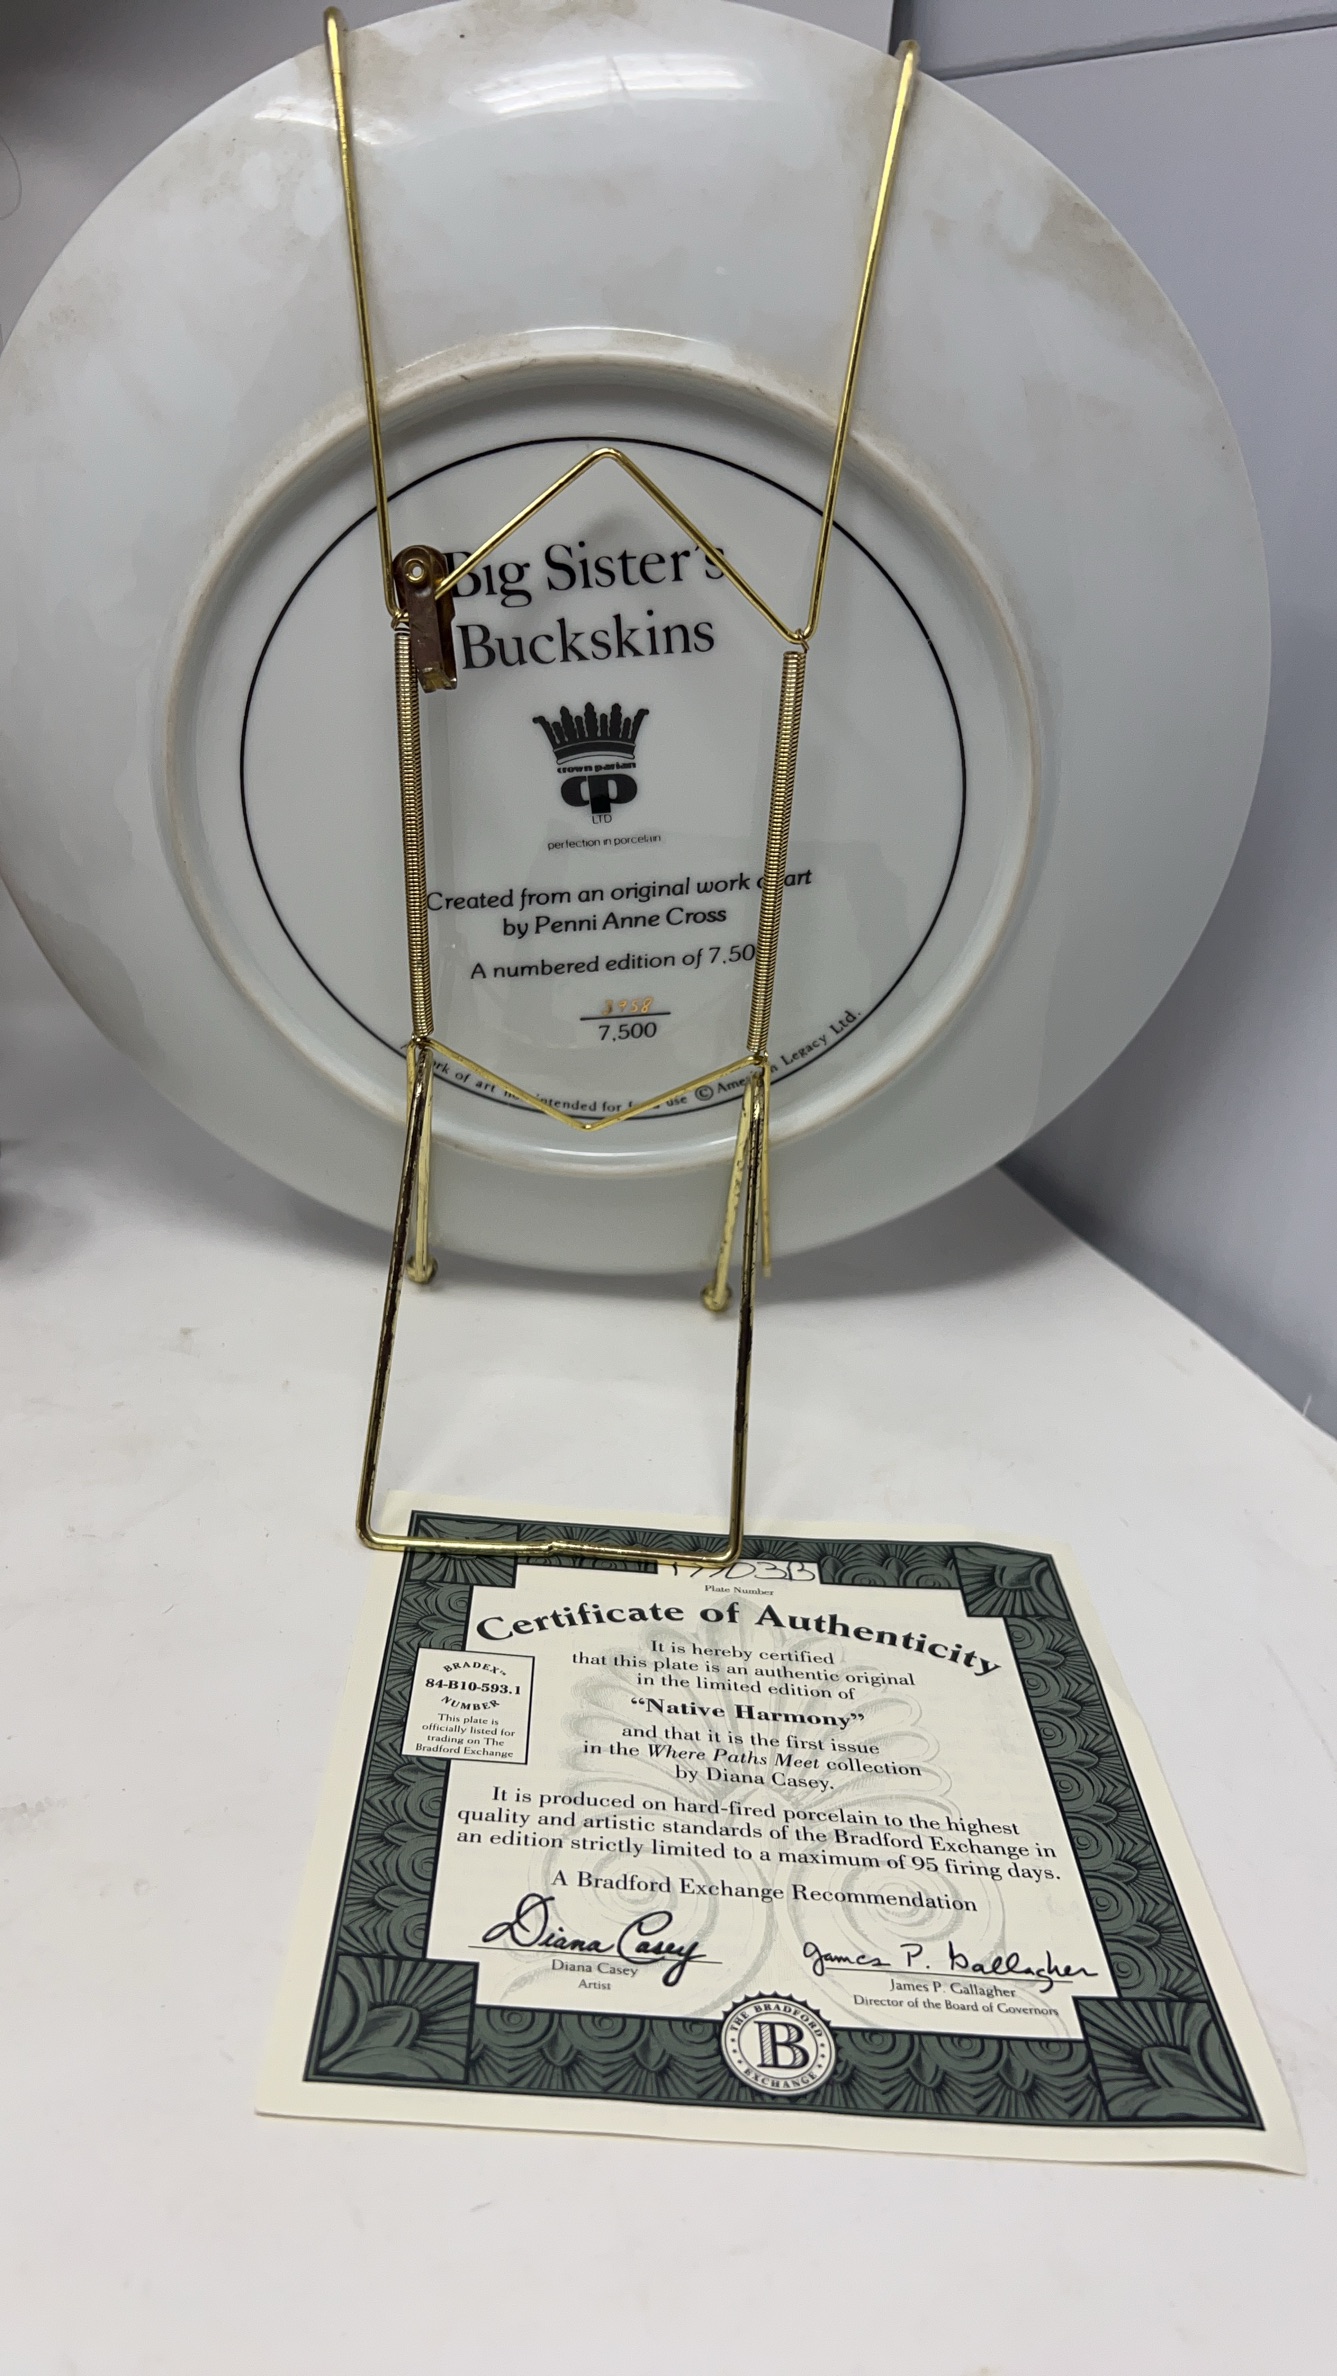 Big Sister's
Buckskins
crown parian
LTD
perfection in porcelain
Created from an original work art
by Penni Anne Cross
A numbered edition of 7.50
7,500
of art intended for use © Legacy Ltd.
Plate Number
Certificate of Authenticity
It is hereby certified
that this plate is an authentic original
in the limited edition of
“Native Harmony”
and that it is the first issue
in the Where Paths Meet collection
by Diana Casey.
BRADEX™
84-B10-593.1
NUMBER
This plate is
officially listed for
trading on The
Bradford Exchange
It is produced on hard-fired porcelain to the highest
quality and artistic standards of the Bradford Exchange in
an edition strictly limited to a maximum of 95 firing days.
A Bradford Exchange Recommendation
Diana Casey
Diana Casey
Artist
James P. Gallagher
James P. Gallagher
Director of the Board of Governors
THE BRADFORD
B
EXCHANGE